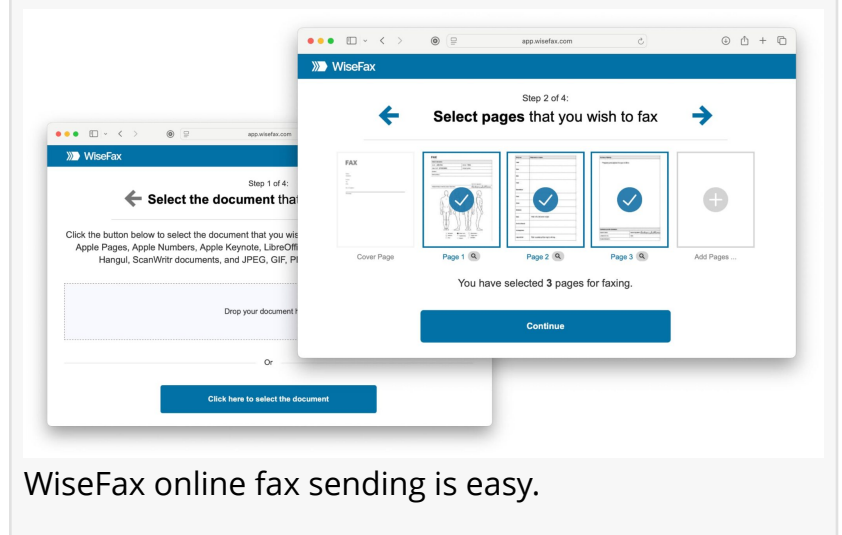 app.wisefax.com
WiseFax
Step 2 of 4:
Select pages that you wish to fax
FAX
FAX
Cover Page
Page 1
Page 2
Page 3
Add Pages ...
You have selected 3 pages for faxing.
Continue
app.wisefax.com
WiseFax
Step 1 of 4:
Select the document that
Click the button below to select the document that you wis
Apple Pages, Apple Numbers, Apple Keynote, LibreOffi
Hangul, ScanWritr documents, and JPEG, GIF, P
Drop your document h
Or
Click here to select the document
WiseFax online fax sending is easy.